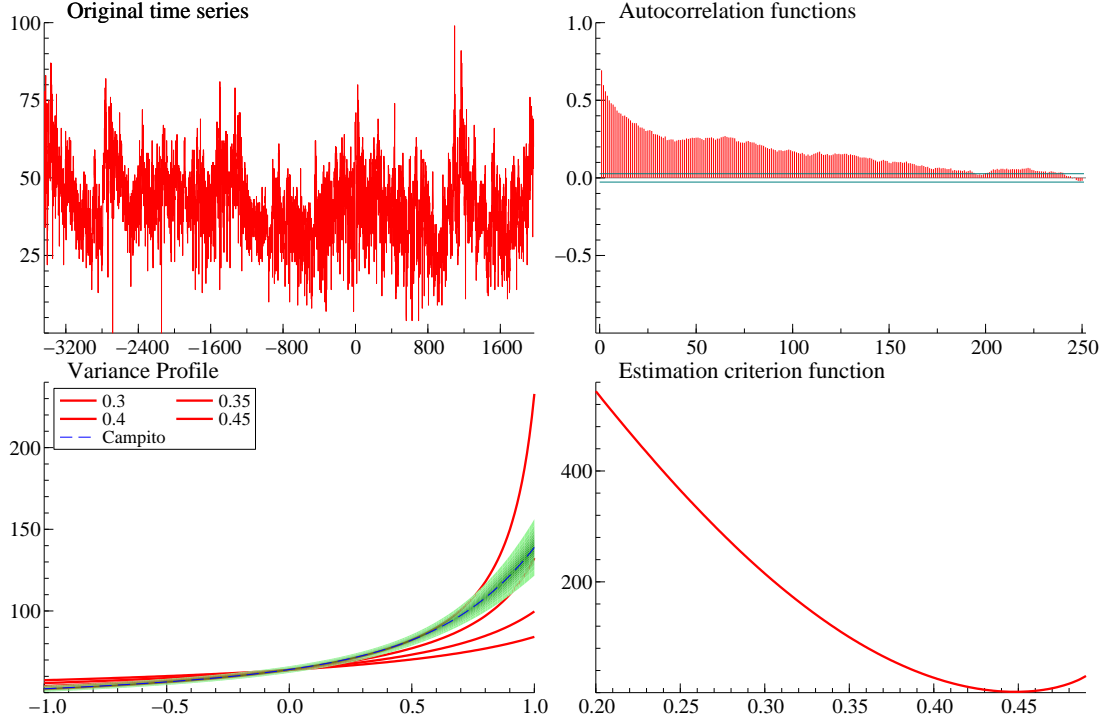 Original time series
100
75
50
25
−3200 −2400 −1600 −800 0 800 1600
Autocorrelation functions
1.0
0.5
0.0
−0.5
0 50 100 150 200 250
Variance Profile
0.3 0.35
0.4 0.45
Campito
200
150
100
−1.0 −0.5 0.0 0.5 1.0
Estimation criterion function
400
200
0.20 0.25 0.30 0.35 0.40 0.45